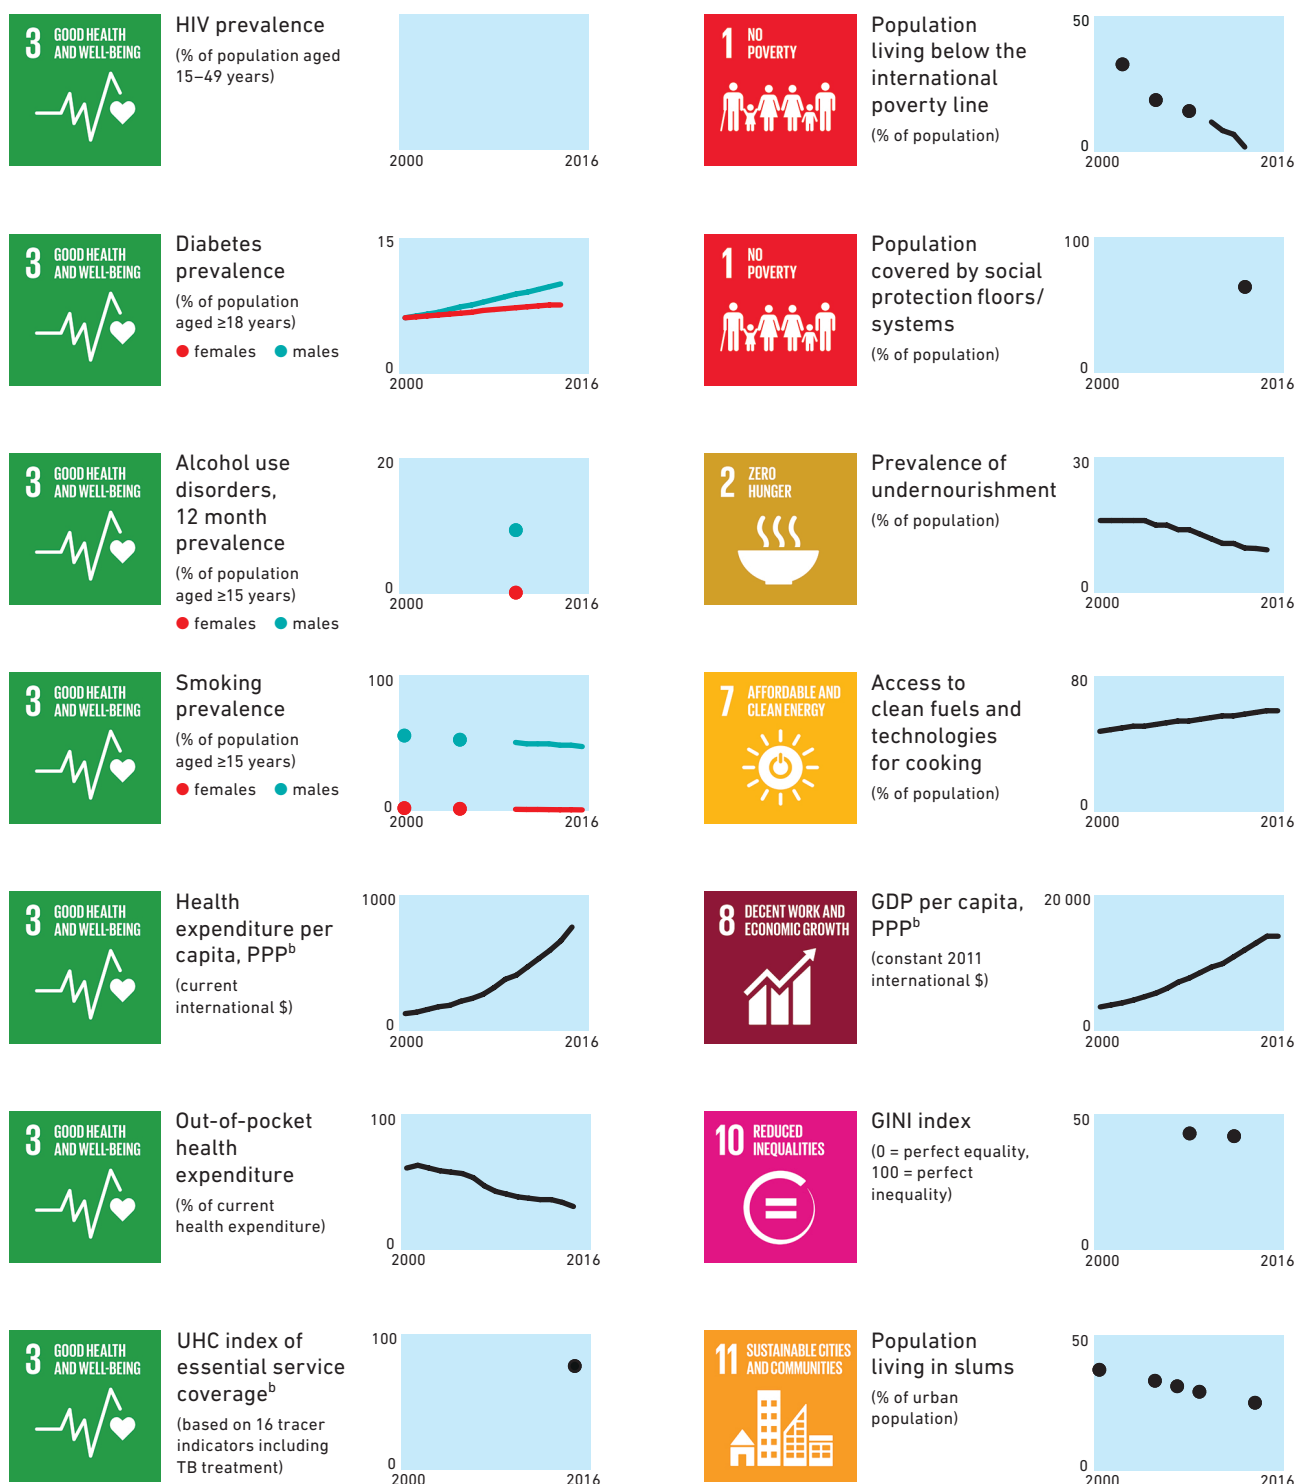 3 GOOD HEALTH
AND WELL-BEING
HIV prevalence
(% of population aged
15–49 years)
2000 2016
3 GOOD HEALTH
AND WELL-BEING
Diabetes
prevalence
(% of population
aged ≥18 years)
females males
15
0
2000 2016
3 GOOD HEALTH
AND WELL-BEING
Alcohol use
disorders,
12 month
prevalence
(% of population
aged ≥15 years)
females males
20
0
2000 2016
3 GOOD HEALTH
AND WELL-BEING
Smoking
prevalence
(% of population
aged ≥15 years)
females males
100
0
2000 2016
3 GOOD HEALTH
AND WELL-BEING
Health
expenditure per
capita, PPPᵇ
(current
international $)
1000
0
2000 2016
3 GOOD HEALTH
AND WELL-BEING
Out-of-pocket
health
expenditure
(% of current
health expenditure)
100
0
2000 2016
3 GOOD HEALTH
AND WELL-BEING
UHC index of
essential service
coverageᵇ
(based on 16 tracer
indicators including
TB treatment)
100
0
2000 2016
1 NO
POVERTY
Population
living below the
international
poverty line
(% of population)
50
0
2000 2016
1 NO
POVERTY
Population
covered by social
protection floors/
systems
(% of population)
100
0
2000 2016
2 ZERO
HUNGER
Prevalence of
undernourishment
(% of population)
30
0
2000 2016
7 AFFORDABLE AND
CLEAN ENERGY
Access to
clean fuels and
technologies
for cooking
(% of population)
80
0
2000 2016
8 DECENT WORK AND
ECONOMIC GROWTH
GDP per capita,
PPPᵇ
(constant 2011
international $)
20 000
0
2000 2016
10 REDUCED
INEQUALITIES
GINI index
(0 = perfect equality,
100 = perfect
inequality)
50
0
2000 2016
11 SUSTAINABLE CITIES
AND COMMUNITIES
Population
living in slums
(% of urban
population)
50
0
2000 2016